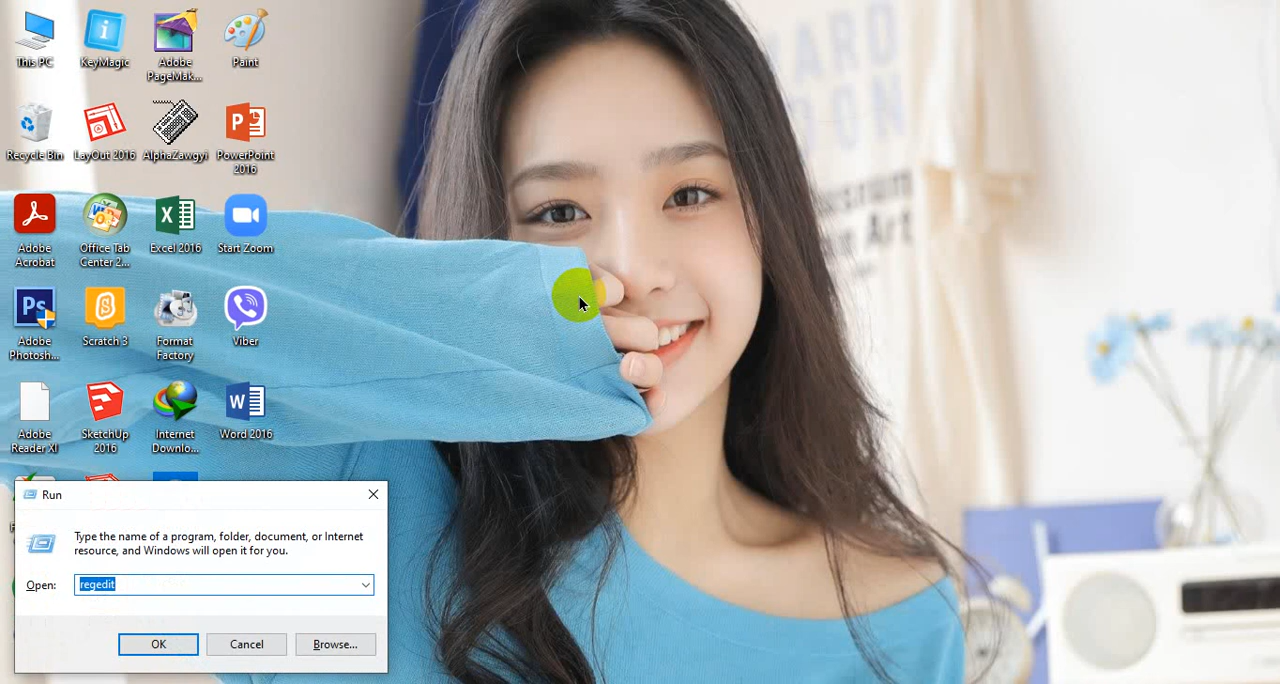 This PC
KeyMagic
Adobe
PageMak...
Paint
Recycle Bin
LayOut 2016
AlphaZawgyi
PowerPoint
2016
Adobe
Acrobat
Office Tab
Center 2...
Excel 2016
Start Zoom
Adobe
Photosh...
Scratch 3
Format
Factory
Viber
Adobe
Reader XI
SketchUp
2016
Internet
Downlo...
Word 2016
Run
Type the name of a program, folder, document, or Internet
resource, and Windows will open it for you.
Open:
regedit
OK
Cancel
Browse...